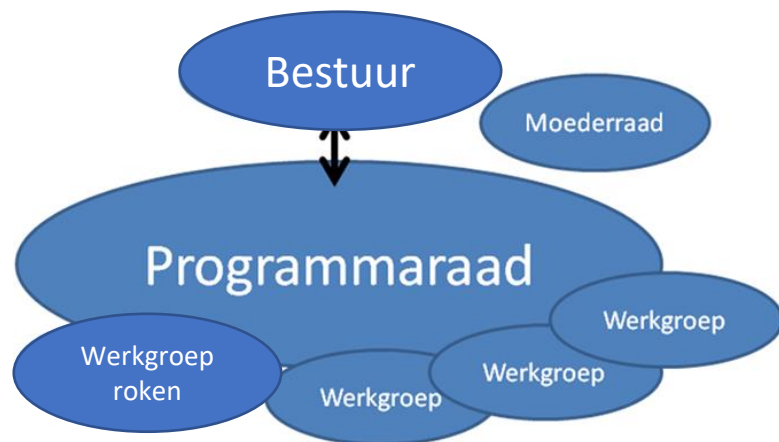 Bestuur
Moederraad
Programmaraad
Werkgroep
Werkgroep
roken
Werkgroep
Werkgroep